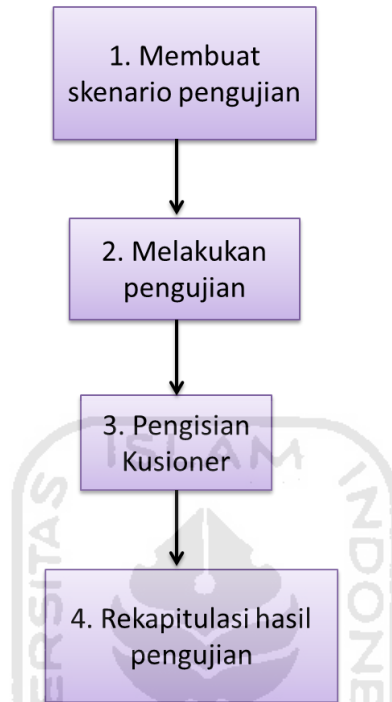 1. Membuat
skenario pengujian
2. Melakukan
pengujian
3. Pengisian
Kusioner
ISLAM
4. Rekapitulasi hasil
pengujian